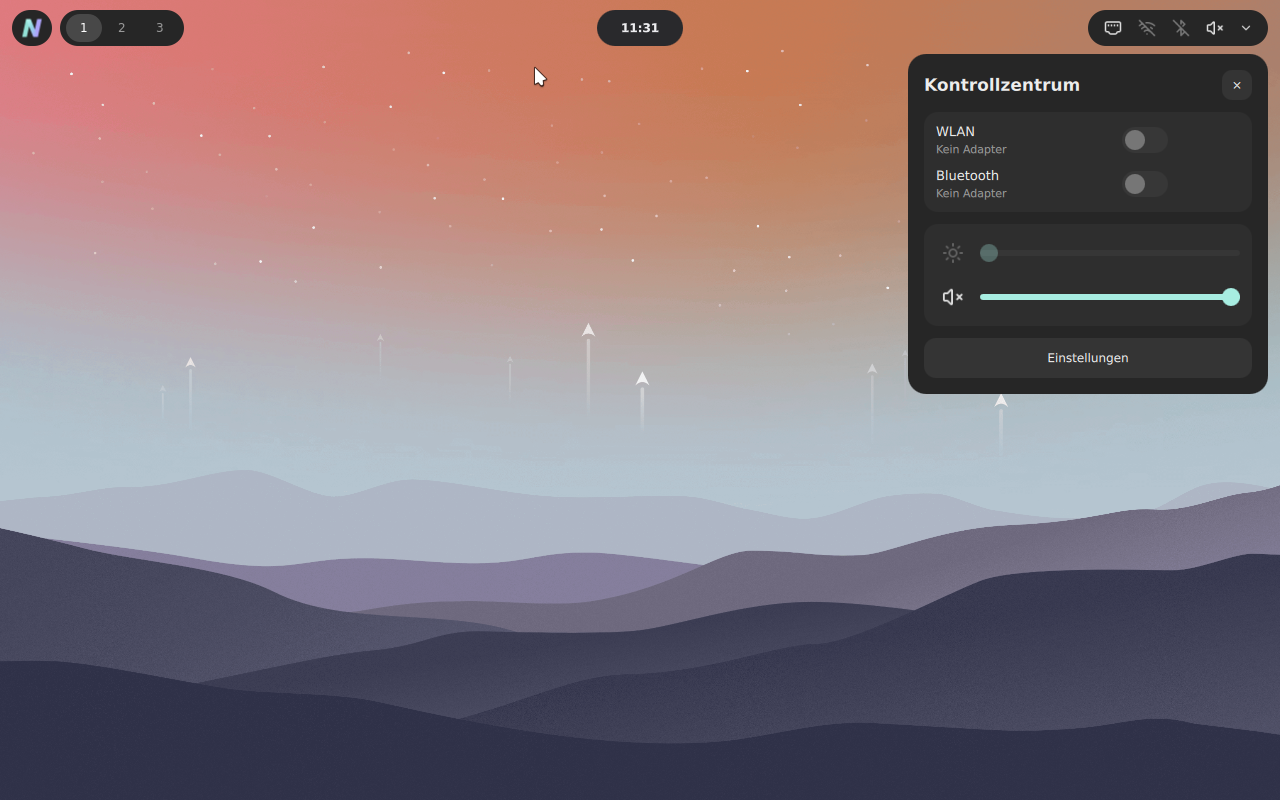 N
1 2 3
11:31
Kontrollzentrum
WLAN
Kein Adapter
Bluetooth
Kein Adapter
Einstellungen